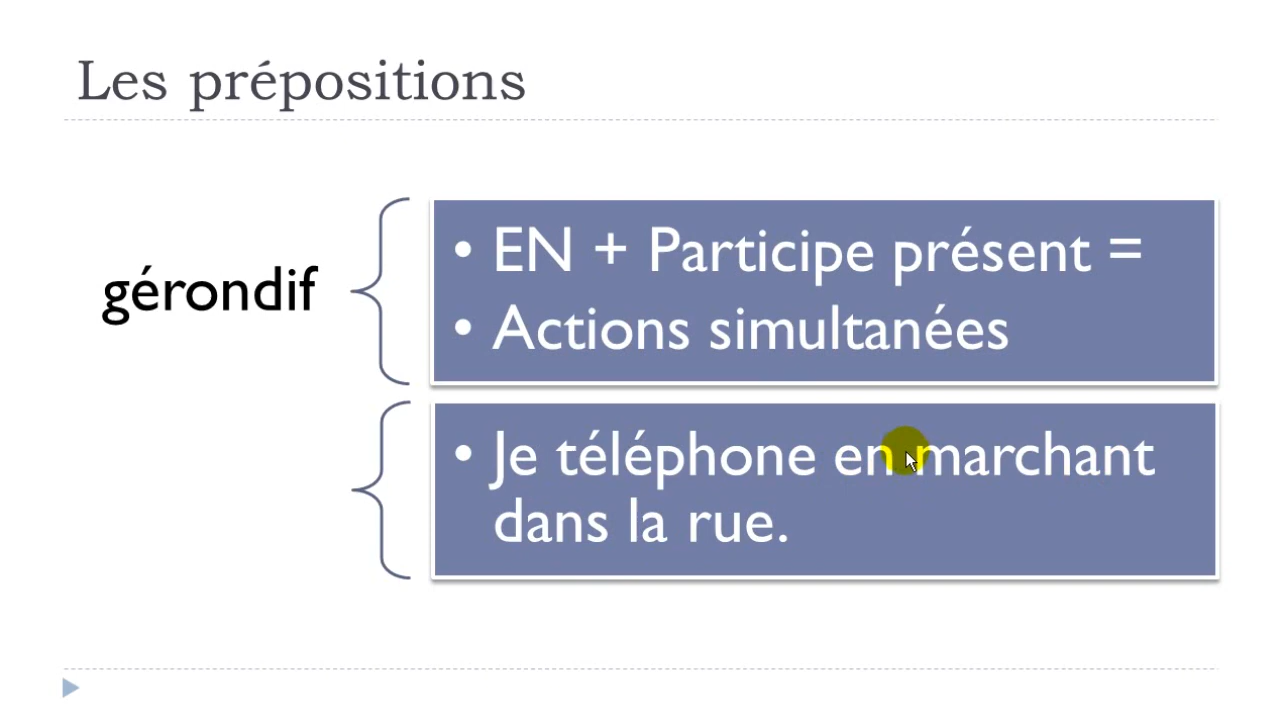 Les prépositions
gérondif
• EN + Participe présent =
• Actions simultanées
• Je téléphone en marchant
dans la rue.